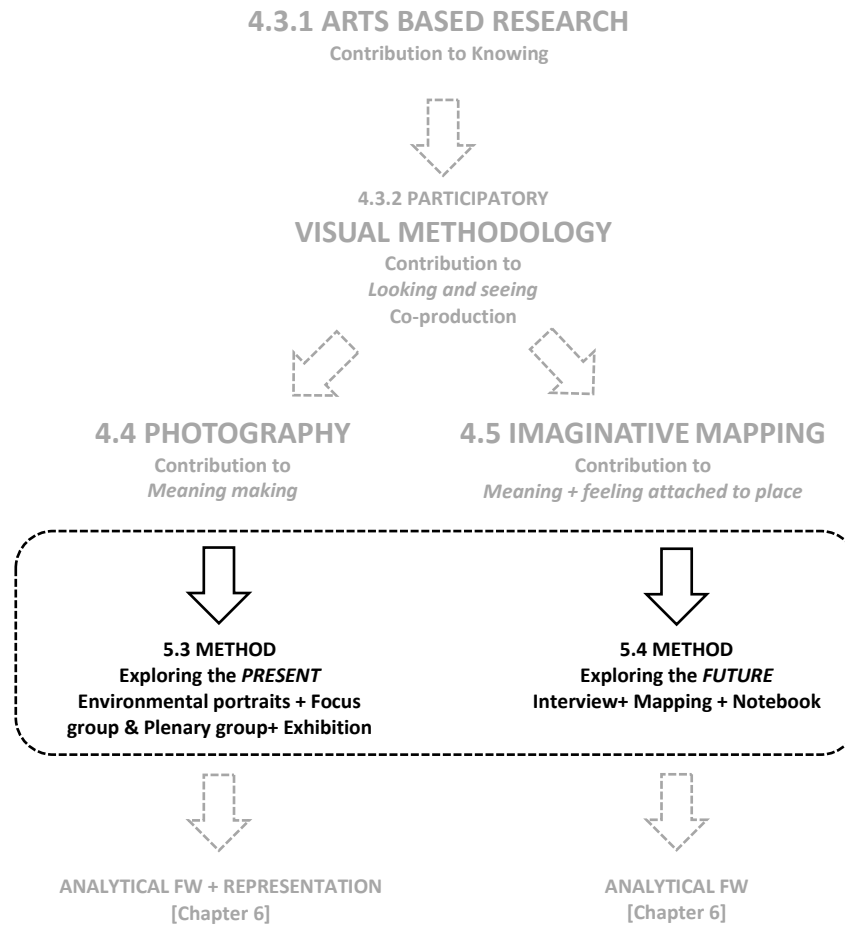 4.3.1 ARTS BASED RESEARCH
Contribution to Knowing
4.3.2 PARTICIPATORY
VISUAL METHODOLOGY
Contribution to
Looking and seeing
Co-production
4.4 PHOTOGRAPHY
Contribution to
Meaning making
4.5 IMAGINATIVE MAPPING
Contribution to
Meaning + feeling attached to place
5.3 METHOD
Exploring the PRESENT
Environmental portraits + Focus
group & Plenary group+ Exhibition
5.4 METHOD
Exploring the FUTURE
Interview+ Mapping + Notebook
ANALYTICAL FW + REPRESENTATION
[Chapter 6]
ANALYTICAL FW
[Chapter 6]